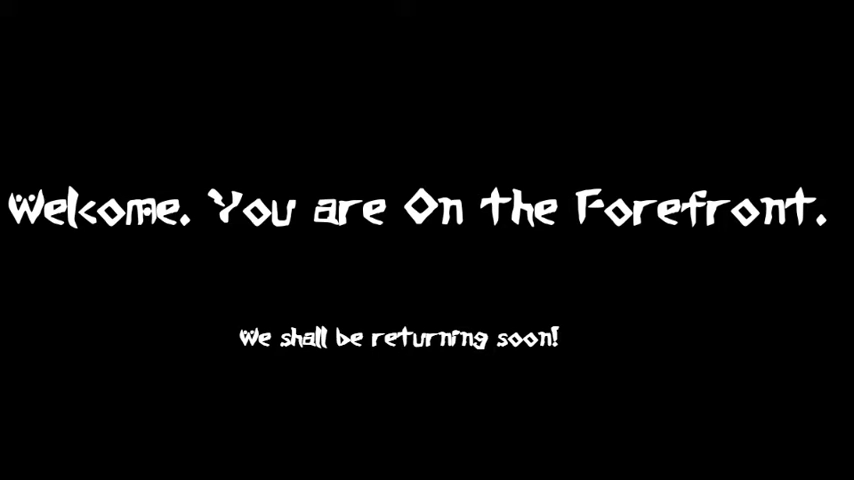 Welcome. You are On the Forefront.
We shall be returning soon!